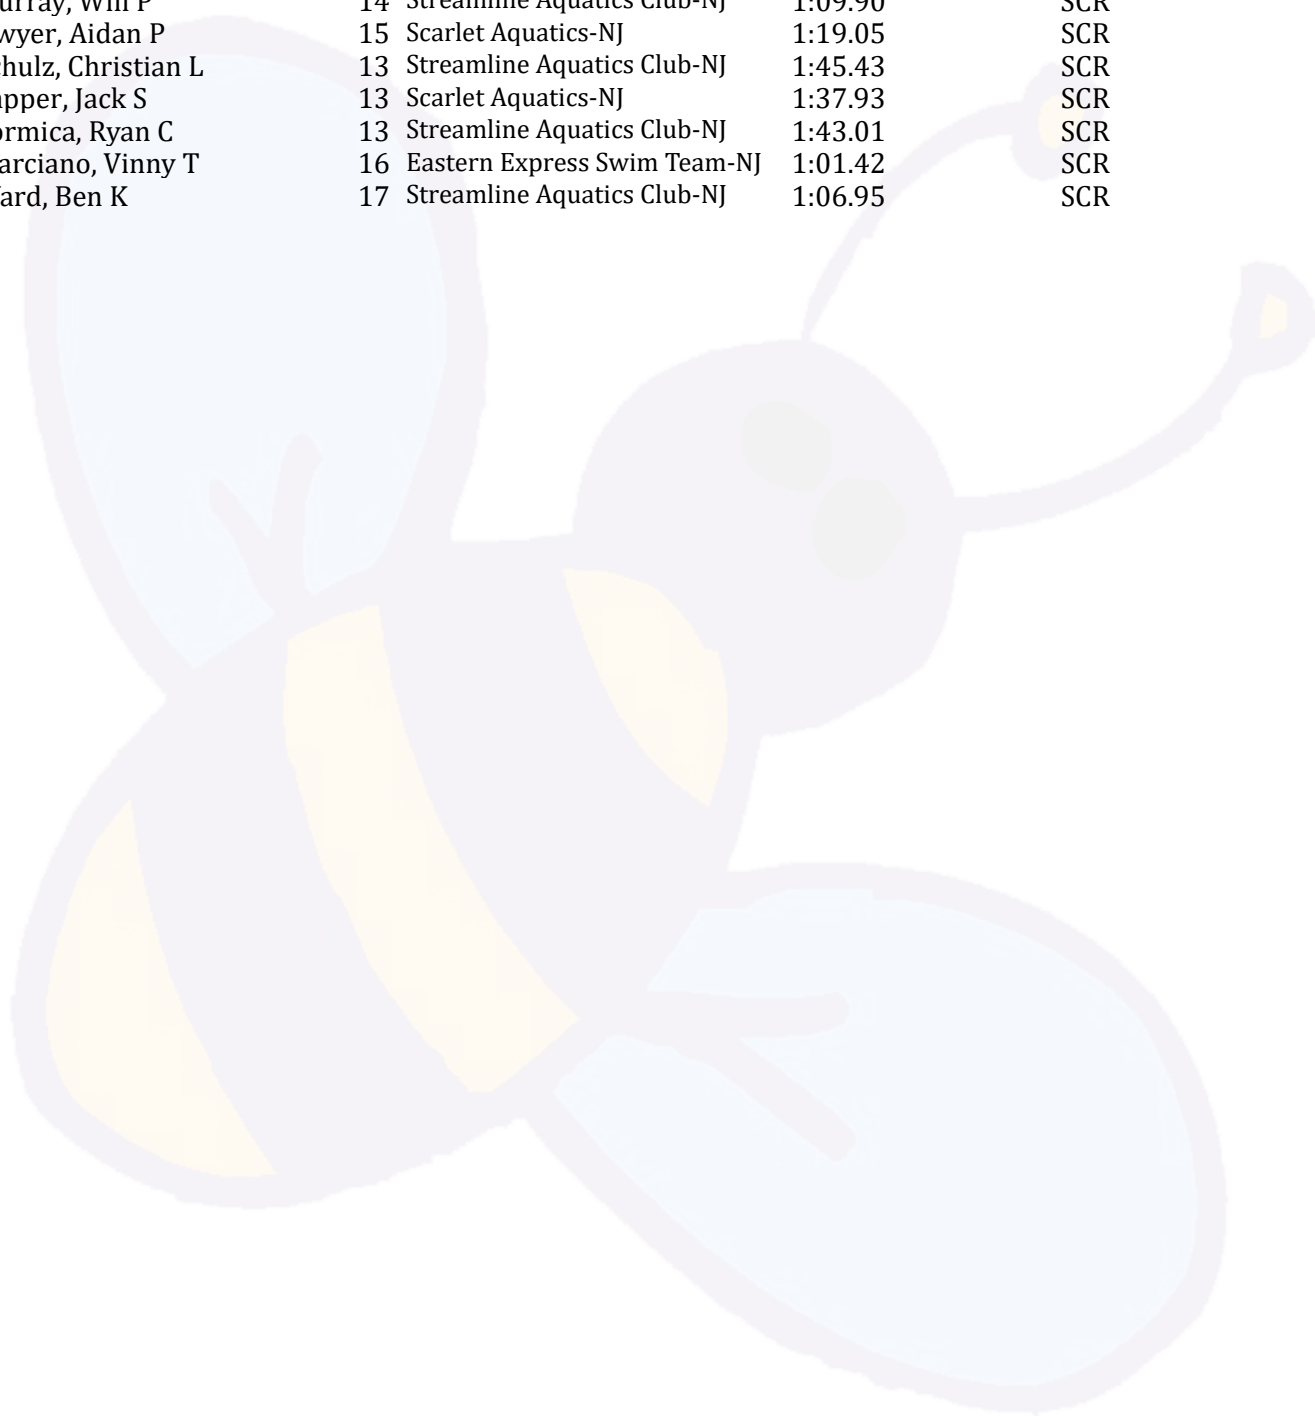 urray, Will P 14 Streamline Aquatics Club-NJ 1:09.90 SCR
wyer, Aidan P 15 Scarlet Aquatics-NJ 1:19.05 SCR
hulz, Christian L 13 Streamline Aquatics Club-NJ 1:45.43 SCR
pper, Jack S 13 Scarlet Aquatics-NJ 1:37.93 SCR
ormica, Ryan C 13 Streamline Aquatics Club-NJ 1:43.01 SCR
arciano, Vinny T 16 Eastern Express Swim Team-NJ 1:01.42 SCR
ard, Ben K 17 Streamline Aquatics Club-NJ 1:06.95 SCR